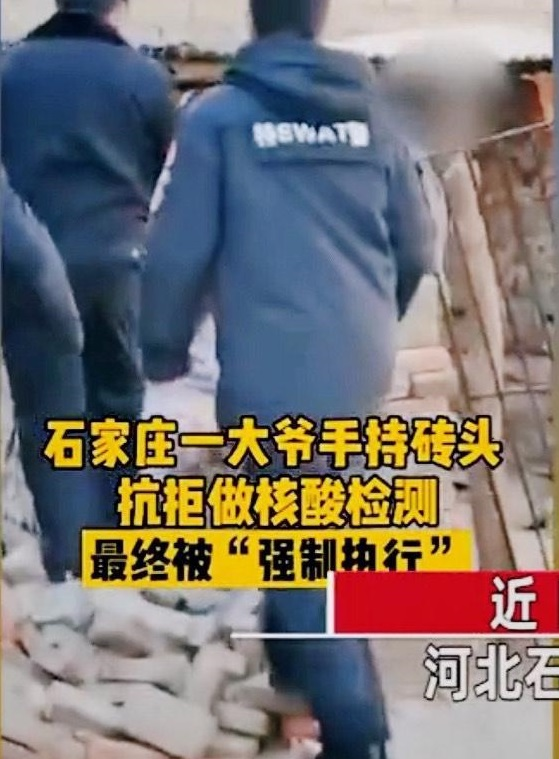 特SWAT警
石家庄一大爷手持砖头
抗拒做核酸检测
最终被“强制执行”
近
河北石